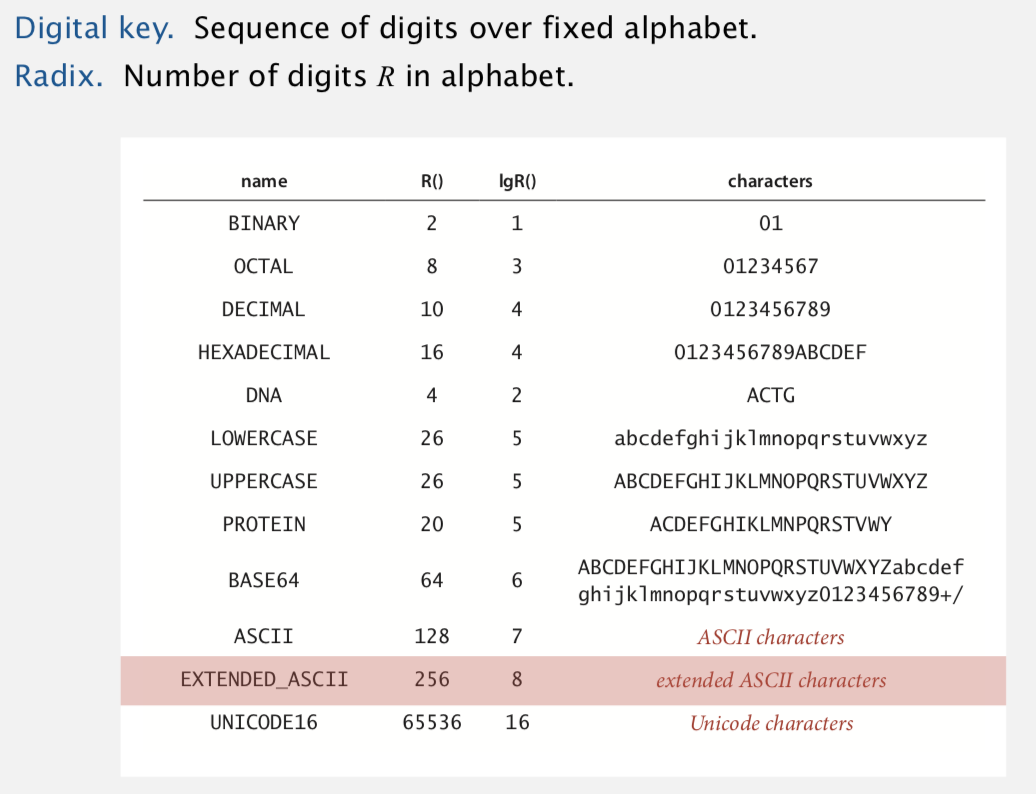 Digital key. Sequence of digits over fixed alphabet.
Radix. Number of digits R in alphabet.
name R() lgR() characters
BINARY 2 1 01
OCTAL 8 3 01234567
DECIMAL 10 4 0123456789
HEXADECIMAL 16 4 0123456789ABCDEF
DNA 4 2 ACTG
LOWERCASE 26 5 abcdefghijklmnopqrstuvwxyz
UPPERCASE 26 5 ABCDEFGHIJKLMNOPQRSTUVWXYZ
PROTEIN 20 5 ACDEFGHIKLMNPQRSTVWY
BASE64 64 6 ABCDEFGHIJKLMNOPQRSTUVWXYZabcdef
ghijklmnopqrstuvwxyz0123456789+/
ASCII 128 7 ASCII characters
EXTENDED_ASCII 256 8 extended ASCII characters
UNICODE16 65536 16 Unicode characters